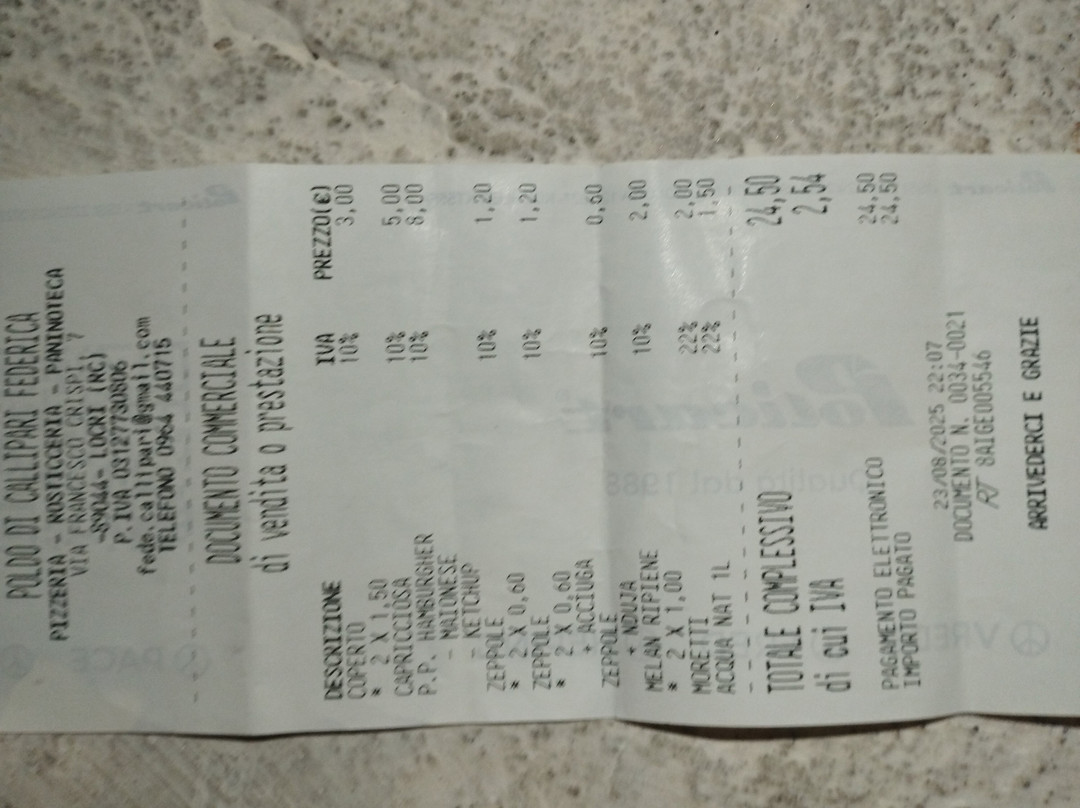 POLDO DI CALLIPARI FEDERICA
PIZZERIA - ROSTICCERIA - PANINOTECA
VIA FRANCESCO CRISPI, 7
-89044- LOCRI (RC)
P.IVA 03127730806
fede.callipari@gmail.com
TELEFONO 0964 440715
DOCUMENTO COMMERCIALE
di vendita o prestazione
DESCRIZIONE IVA PREZZO(€)
COPERTO 10% 3,00
* 2 X 1,50
CAPRICCIOSA 10% 5,00
P.P. HAMBURGHER 10% 8,00
- MAIONESE
- KETCHUP
ZEPPOLE 10% 1,20
* 2 X 0,60
ZEPPOLE 10% 1,20
* 2 X 0,60
+ ACCIUGA
ZEPPOLE 10% 0,60
+ NDUJA
MELAN RIPIENE 10% 2,00
* 2 X 1,00
MORETTI 22% 2,00
ACQUA NAT 1L 22% 1,50
TOTALE COMPLESSIVO 24,50
di cui IVA 2,54
PAGAMENTO ELETTRONICO 24,50
IMPORTO PAGATO 24,50
23/08/2025 22:07
DOCUMENTO N. 0034-0021
RT 8AIGE005546
ARRIVEDERCI E GRAZIE